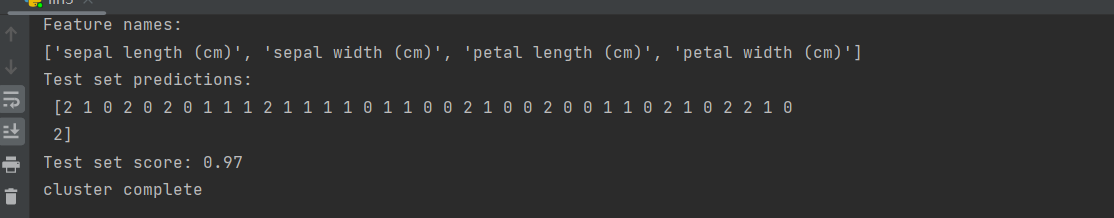 Feature names:
['sepal length (cm)', 'sepal width (cm)', 'petal length (cm)', 'petal width (cm)']
Test set predictions:
[2 1 0 2 0 2 0 1 1 1 2 1 1 1 1 0 1 1 0 0 2 1 0 0 2 0 0 1 1 0 2 1 0 2 2 1 0
2]
Test set score: 0.97
cluster complete